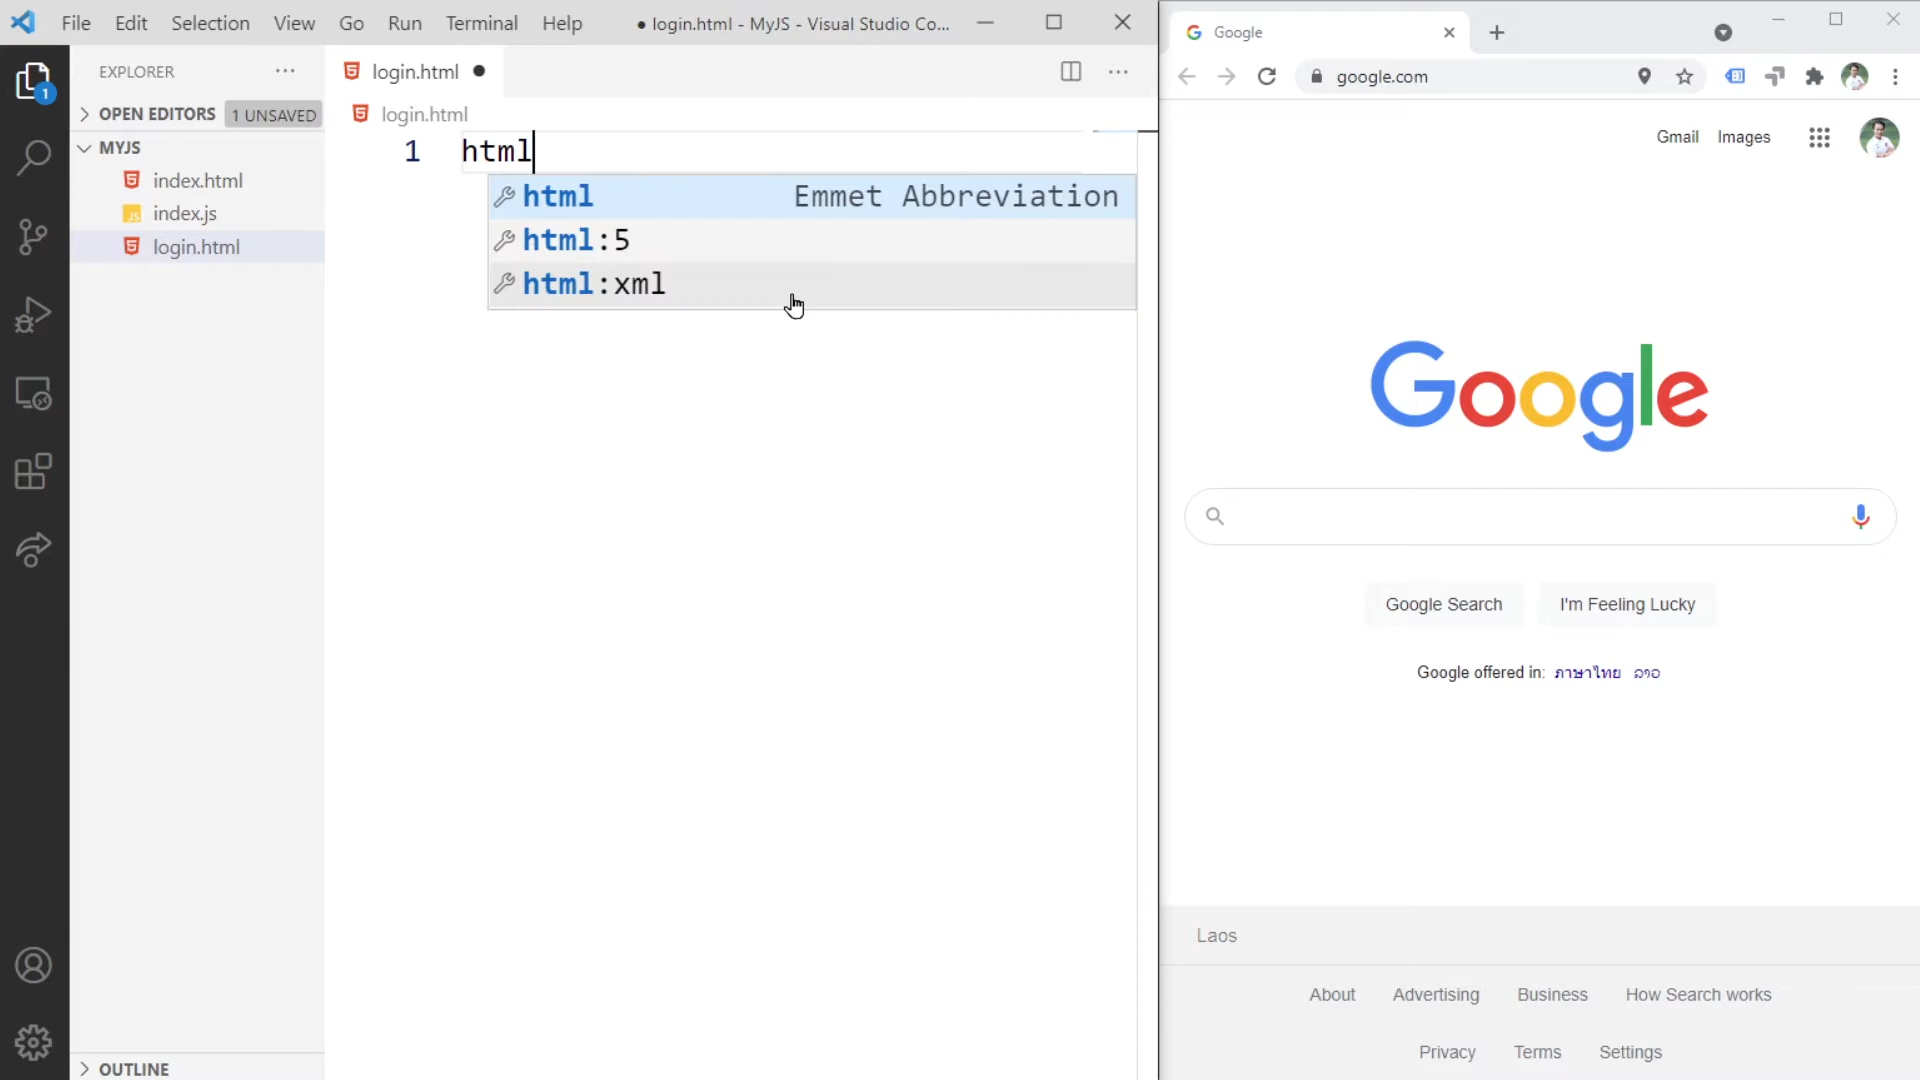 File Edit Selection View Go Run Terminal Help ● login.html - MyJS - Visual Studio Co...
EXPLORER
1
OPEN EDITORS 1 UNSAVED
MYJS
index.html
JS index.js
login.html
OUTLINE
login.html ●
login.html
1 html
html Emmet Abbreviation
html:5
html:xml
Google
google.com
Gmail Images
Google
Google Search I'm Feeling Lucky
Google offered in: ภาษาไทย ລາວ
Laos
About Advertising Business How Search works
Privacy Terms Settings